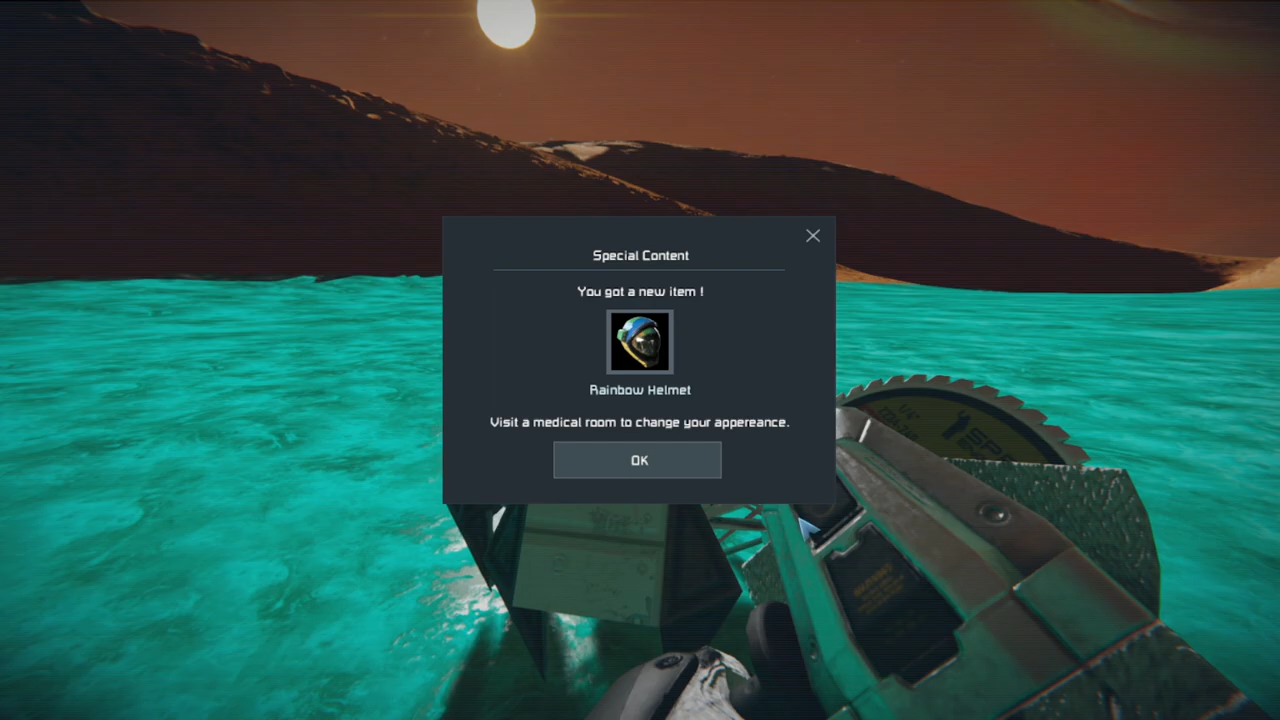 Special Content
You got a new item !
Rainbow Helmet
Visit a medical room to change your appereance.
OK